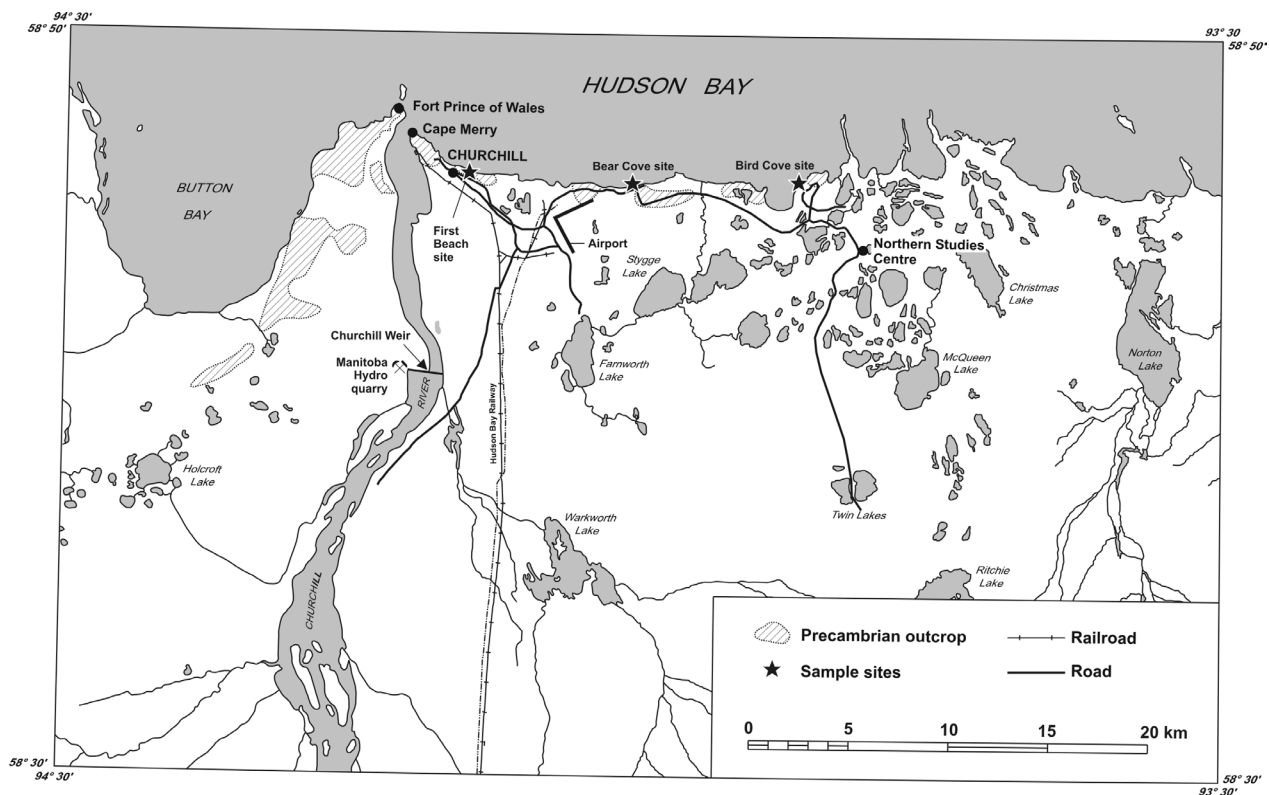 94° 30'
58° 50'
93° 30
58° 50'
HUDSON BAY
Fort Prince of Wales
Cape Merry
CHURCHILL
Bear Cove site
Bird Cove site
BUTTON
BAY
First
Beach
site
Airport
Stygge
Lake
Northern Studies
Centre
Christmas
Lake
Churchill Weir
Manitoba
Hydro
quarry
RIVER
Farnworth
Lake
McQueen
Lake
Norton
Lake
Hudson Bay Railway
Holcroft
Lake
Twin Lakes
Warkworth
Lake
Ritchie
Lake
CHURCHILL
Precambrian outcrop
Railroad
Sample sites
Road
0 5 10 15 20 km
58° 30'
94° 30'
58° 30'
93° 30'